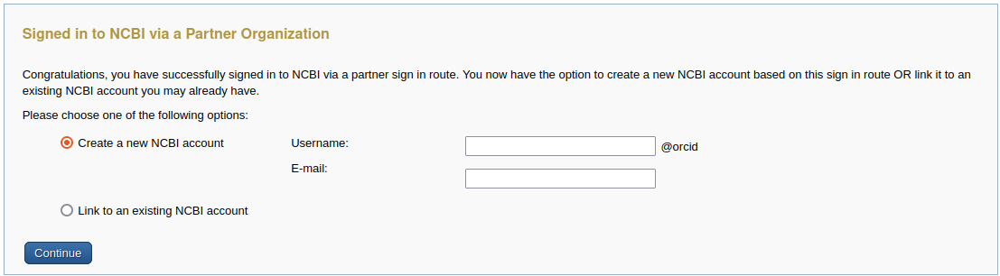 Signed in to NCBI via a Partner Organization
Congratulations, you have successfully signed in to NCBI via a partner sign in route. You now have the option to create a new NCBI account based on this sign in route OR link it to an
existing NCBI account you may already have.
Please choose one of the following options:
Create a new NCBI account
Username:
@orcid
E-mail:
Link to an existing NCBI account
Continue